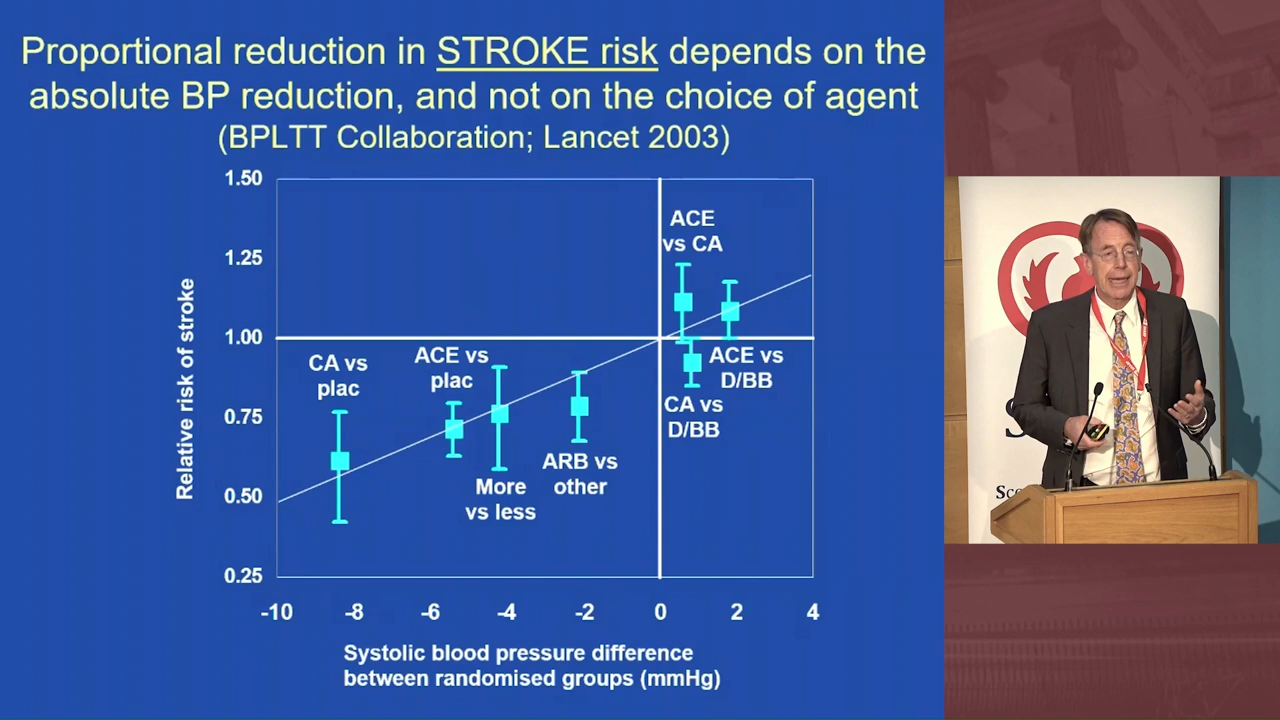 Proportional reduction in STROKE risk depends on the
absolute BP reduction, and not on the choice of agent
(BPLTT Collaboration; Lancet 2003)
1.50
1.25
1.00
0.75
0.50
0.25
Relative risk of stroke
CA vs
plac
ACE vs
plac
More
vs less
ARB vs
other
ACE
vs CA
ACE vs
D/BB
CA vs
D/BB
-10 -8 -6 -4 -2 0 2 4
Systolic blood pressure difference
between randomised groups (mmHg)